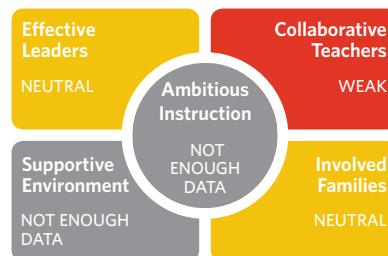 Effective
Leaders
NEUTRAL
Collaborative
Teachers
WEAK
Ambitious
Instruction
NOT
ENOUGH
DATA
Supportive
Environment
NOT ENOUGH
DATA
Involved
Families
NEUTRAL